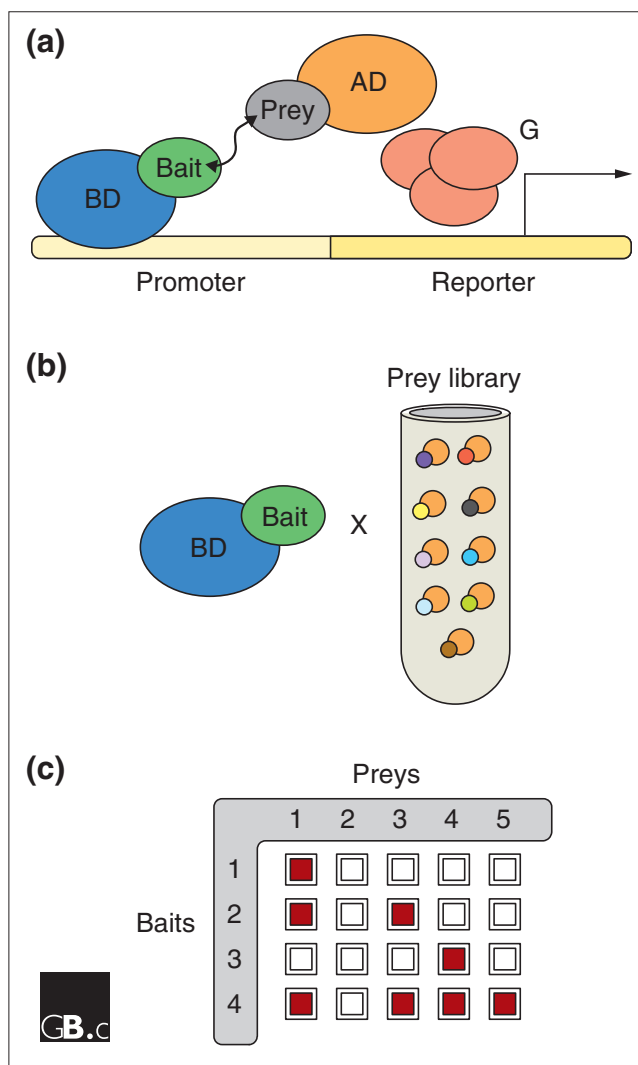 (a)
AD
Prey
G
Bait
BD
Promoter Reporter
(b)
Prey library
Bait
X
BD
(c)
Preys
1 2 3 4 5
1
2
Baits
3
4
GB.c